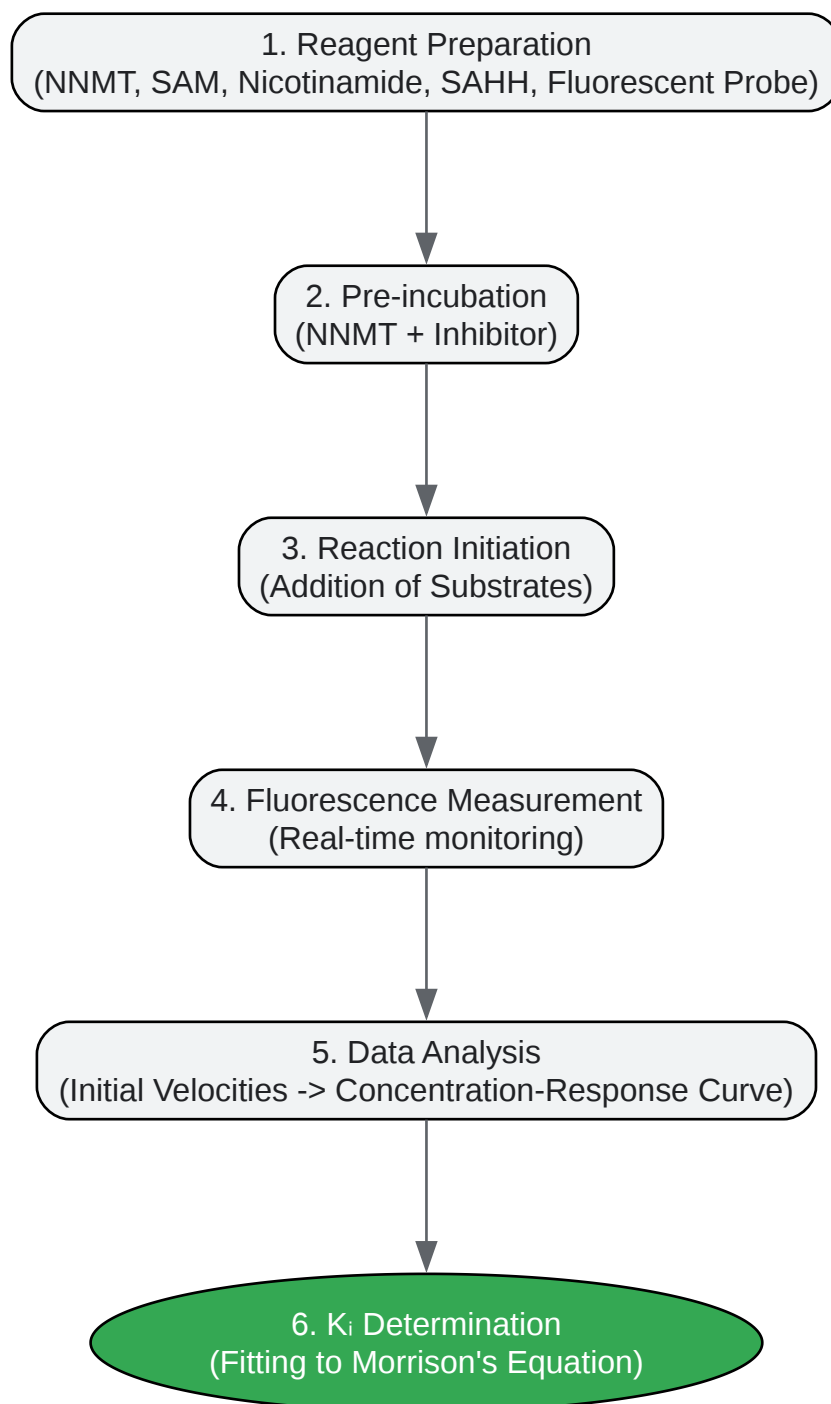 1. Reagent Preparation
(NNMT, SAM, Nicotinamide, SAHH, Fluorescent Probe)
2. Pre-incubation
(NNMT + Inhibitor)
3. Reaction Initiation
(Addition of Substrates)
4. Fluorescence Measurement
(Real-time monitoring)
5. Data Analysis
(Initial Velocities -> Concentration-Response Curve)
6. Kᵢ Determination
(Fitting to Morrison's Equation)